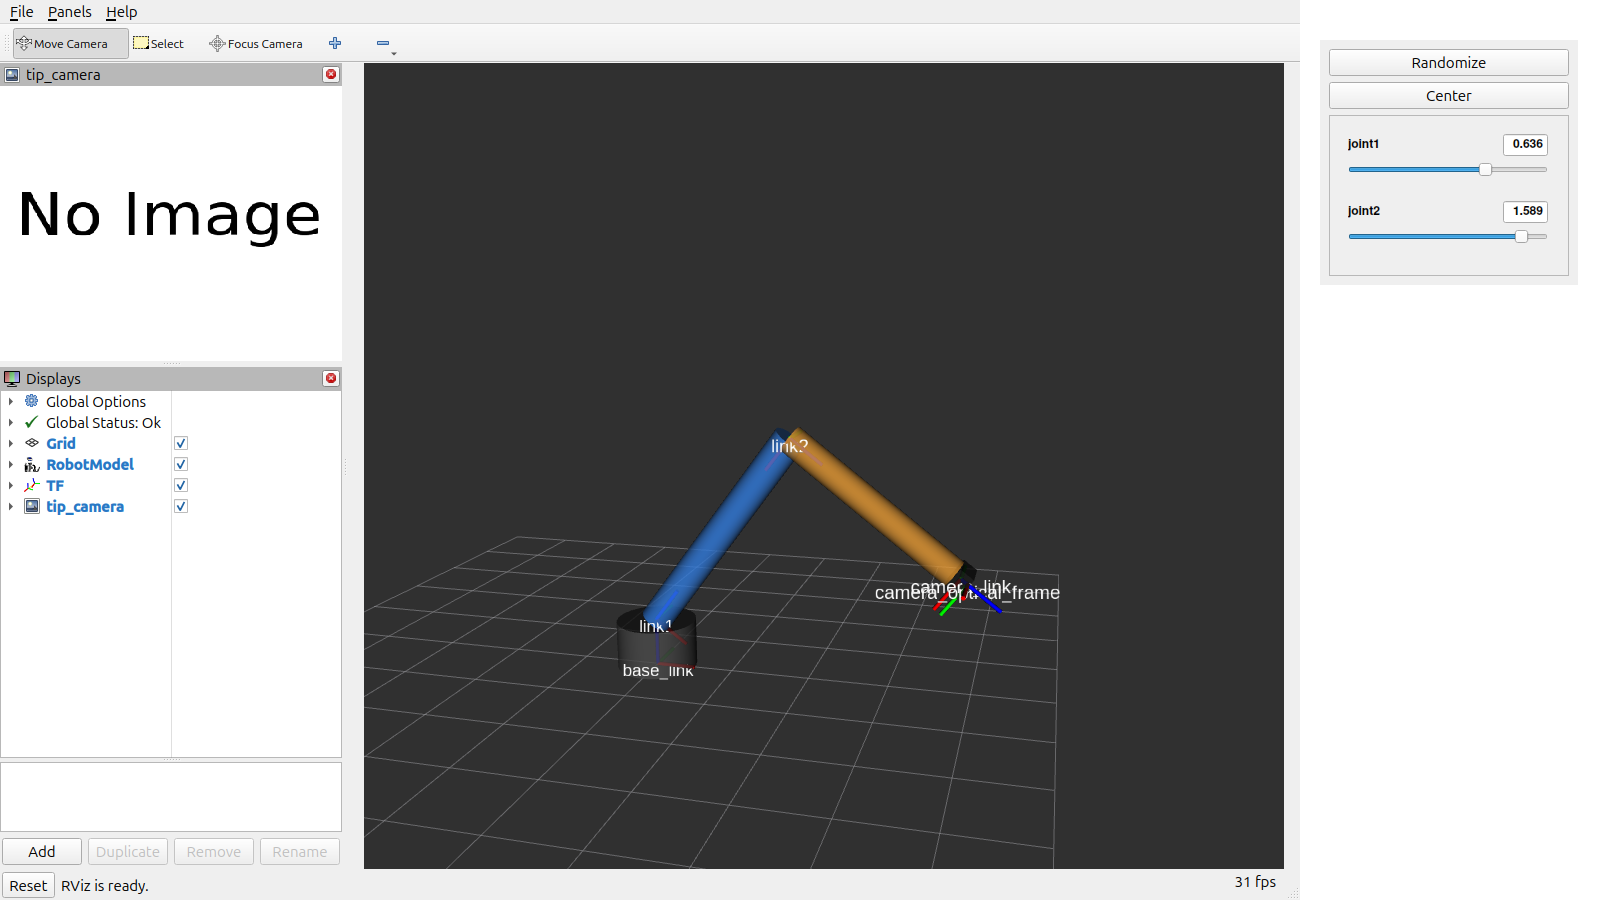 File Panels Help
Move Camera Select Focus Camera
tip_camera
No Image
Displays
Global Options
Global Status: Ok
Grid
RobotModel
TF
tip_camera
Add Duplicate Remove Rename
Reset RViz is ready.
link2
link1
base_link
camera_link
camera_optical_frame
31 fps
Randomize
Center
joint1 0.636
joint2 1.589